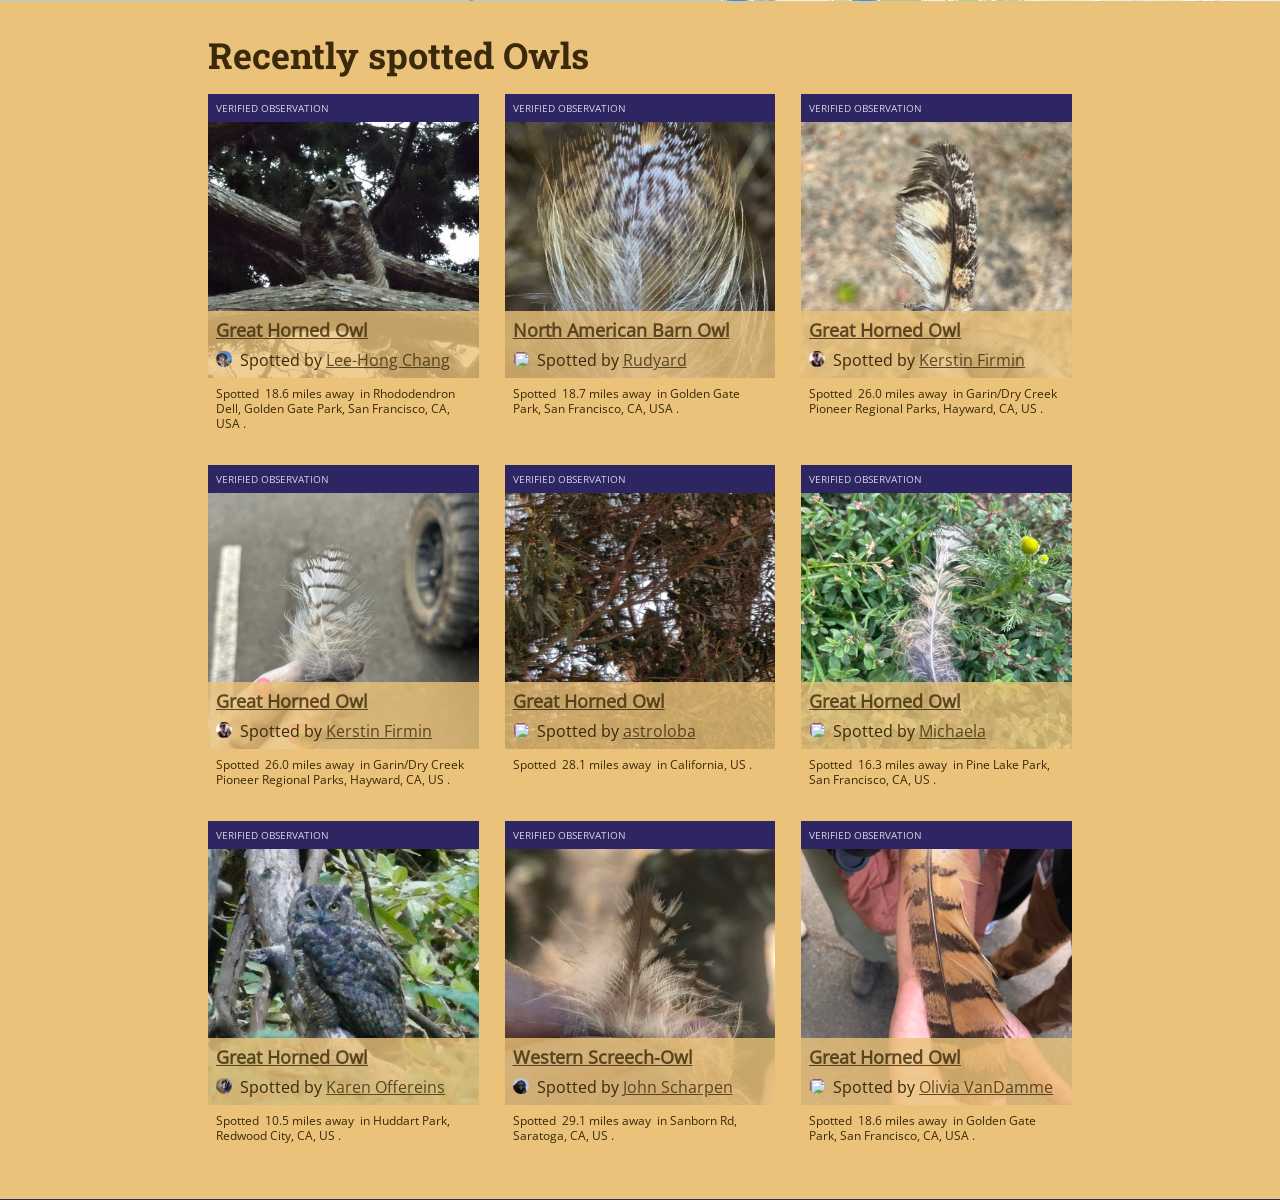 Recently spotted Owls
VERIFIED OBSERVATION
Great Horned Owl
Spotted by Lee-Hong Chang
Spotted 18.6 miles away in Rhododendron
Dell, Golden Gate Park, San Francisco, CA,
USA .
VERIFIED OBSERVATION
North American Barn Owl
Spotted by Rudyard
Spotted 18.7 miles away in Golden Gate
Park, San Francisco, CA, USA .
VERIFIED OBSERVATION
Great Horned Owl
Spotted by Kerstin Firmin
Spotted 26.0 miles away in Garin/Dry Creek
Pioneer Regional Parks, Hayward, CA, US .
VERIFIED OBSERVATION
Great Horned Owl
Spotted by Kerstin Firmin
Spotted 26.0 miles away in Garin/Dry Creek
Pioneer Regional Parks, Hayward, CA, US .
VERIFIED OBSERVATION
Great Horned Owl
Spotted by astroloba
Spotted 28.1 miles away in California, US .
VERIFIED OBSERVATION
Great Horned Owl
Spotted by Michaela
Spotted 16.3 miles away in Pine Lake Park,
San Francisco, CA, US .
VERIFIED OBSERVATION
Great Horned Owl
Spotted by Karen Offereins
Spotted 10.5 miles away in Huddart Park,
Redwood City, CA, US .
VERIFIED OBSERVATION
Western Screech-Owl
Spotted by John Scharpen
Spotted 29.1 miles away in Sanborn Rd,
Saratoga, CA, US .
VERIFIED OBSERVATION
Great Horned Owl
Spotted by Olivia VanDamme
Spotted 18.6 miles away in Golden Gate
Park, San Francisco, CA, USA .